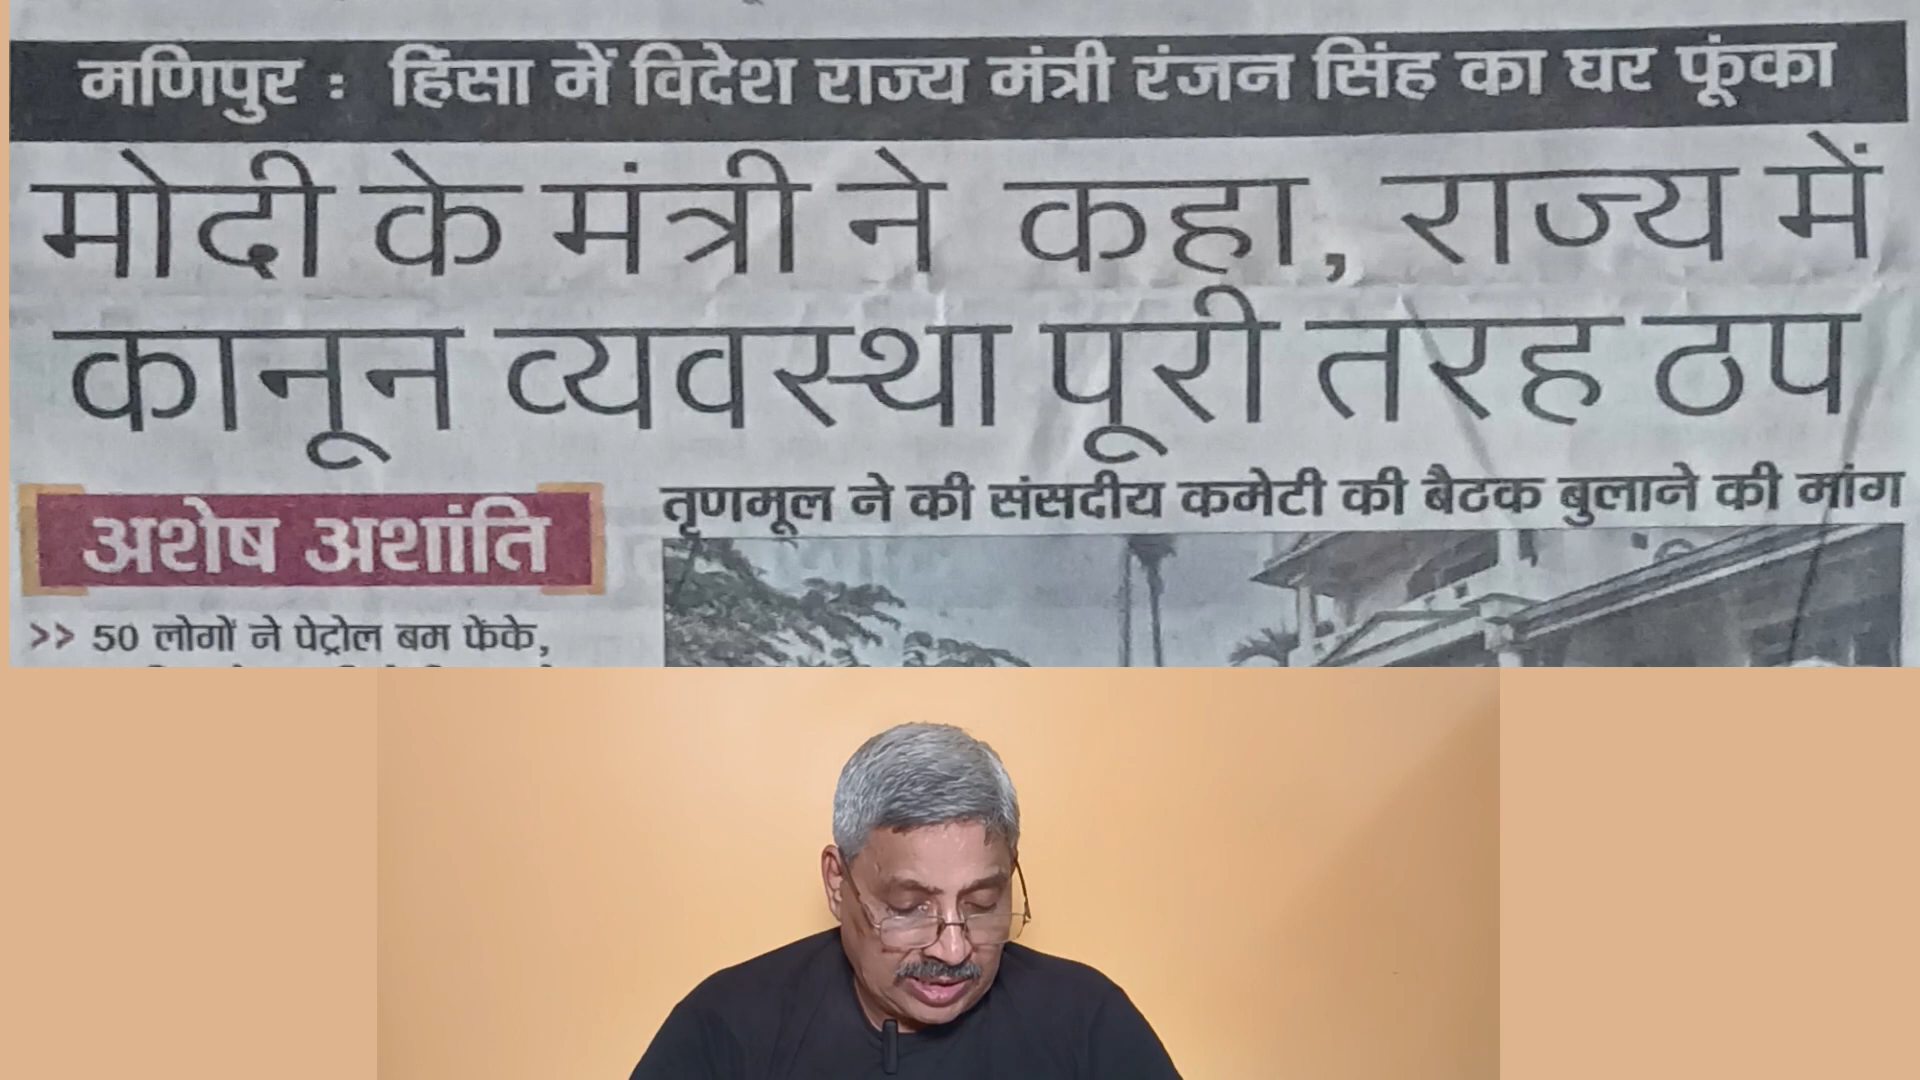 मणिपुर : हिंसा में विदेश राज्य मंत्री रंजन सिंह का घर फूंका
मोदी के मंत्री ने कहा, राज्य में
कानून व्यवस्था पूरी तरह ठप
अशेष अशांति
तृणमूल ने की संसदीय कमेटी की बैठक बुलाने की मांग
>> 50 लोगों ने पेट्रोल बम फेंके,